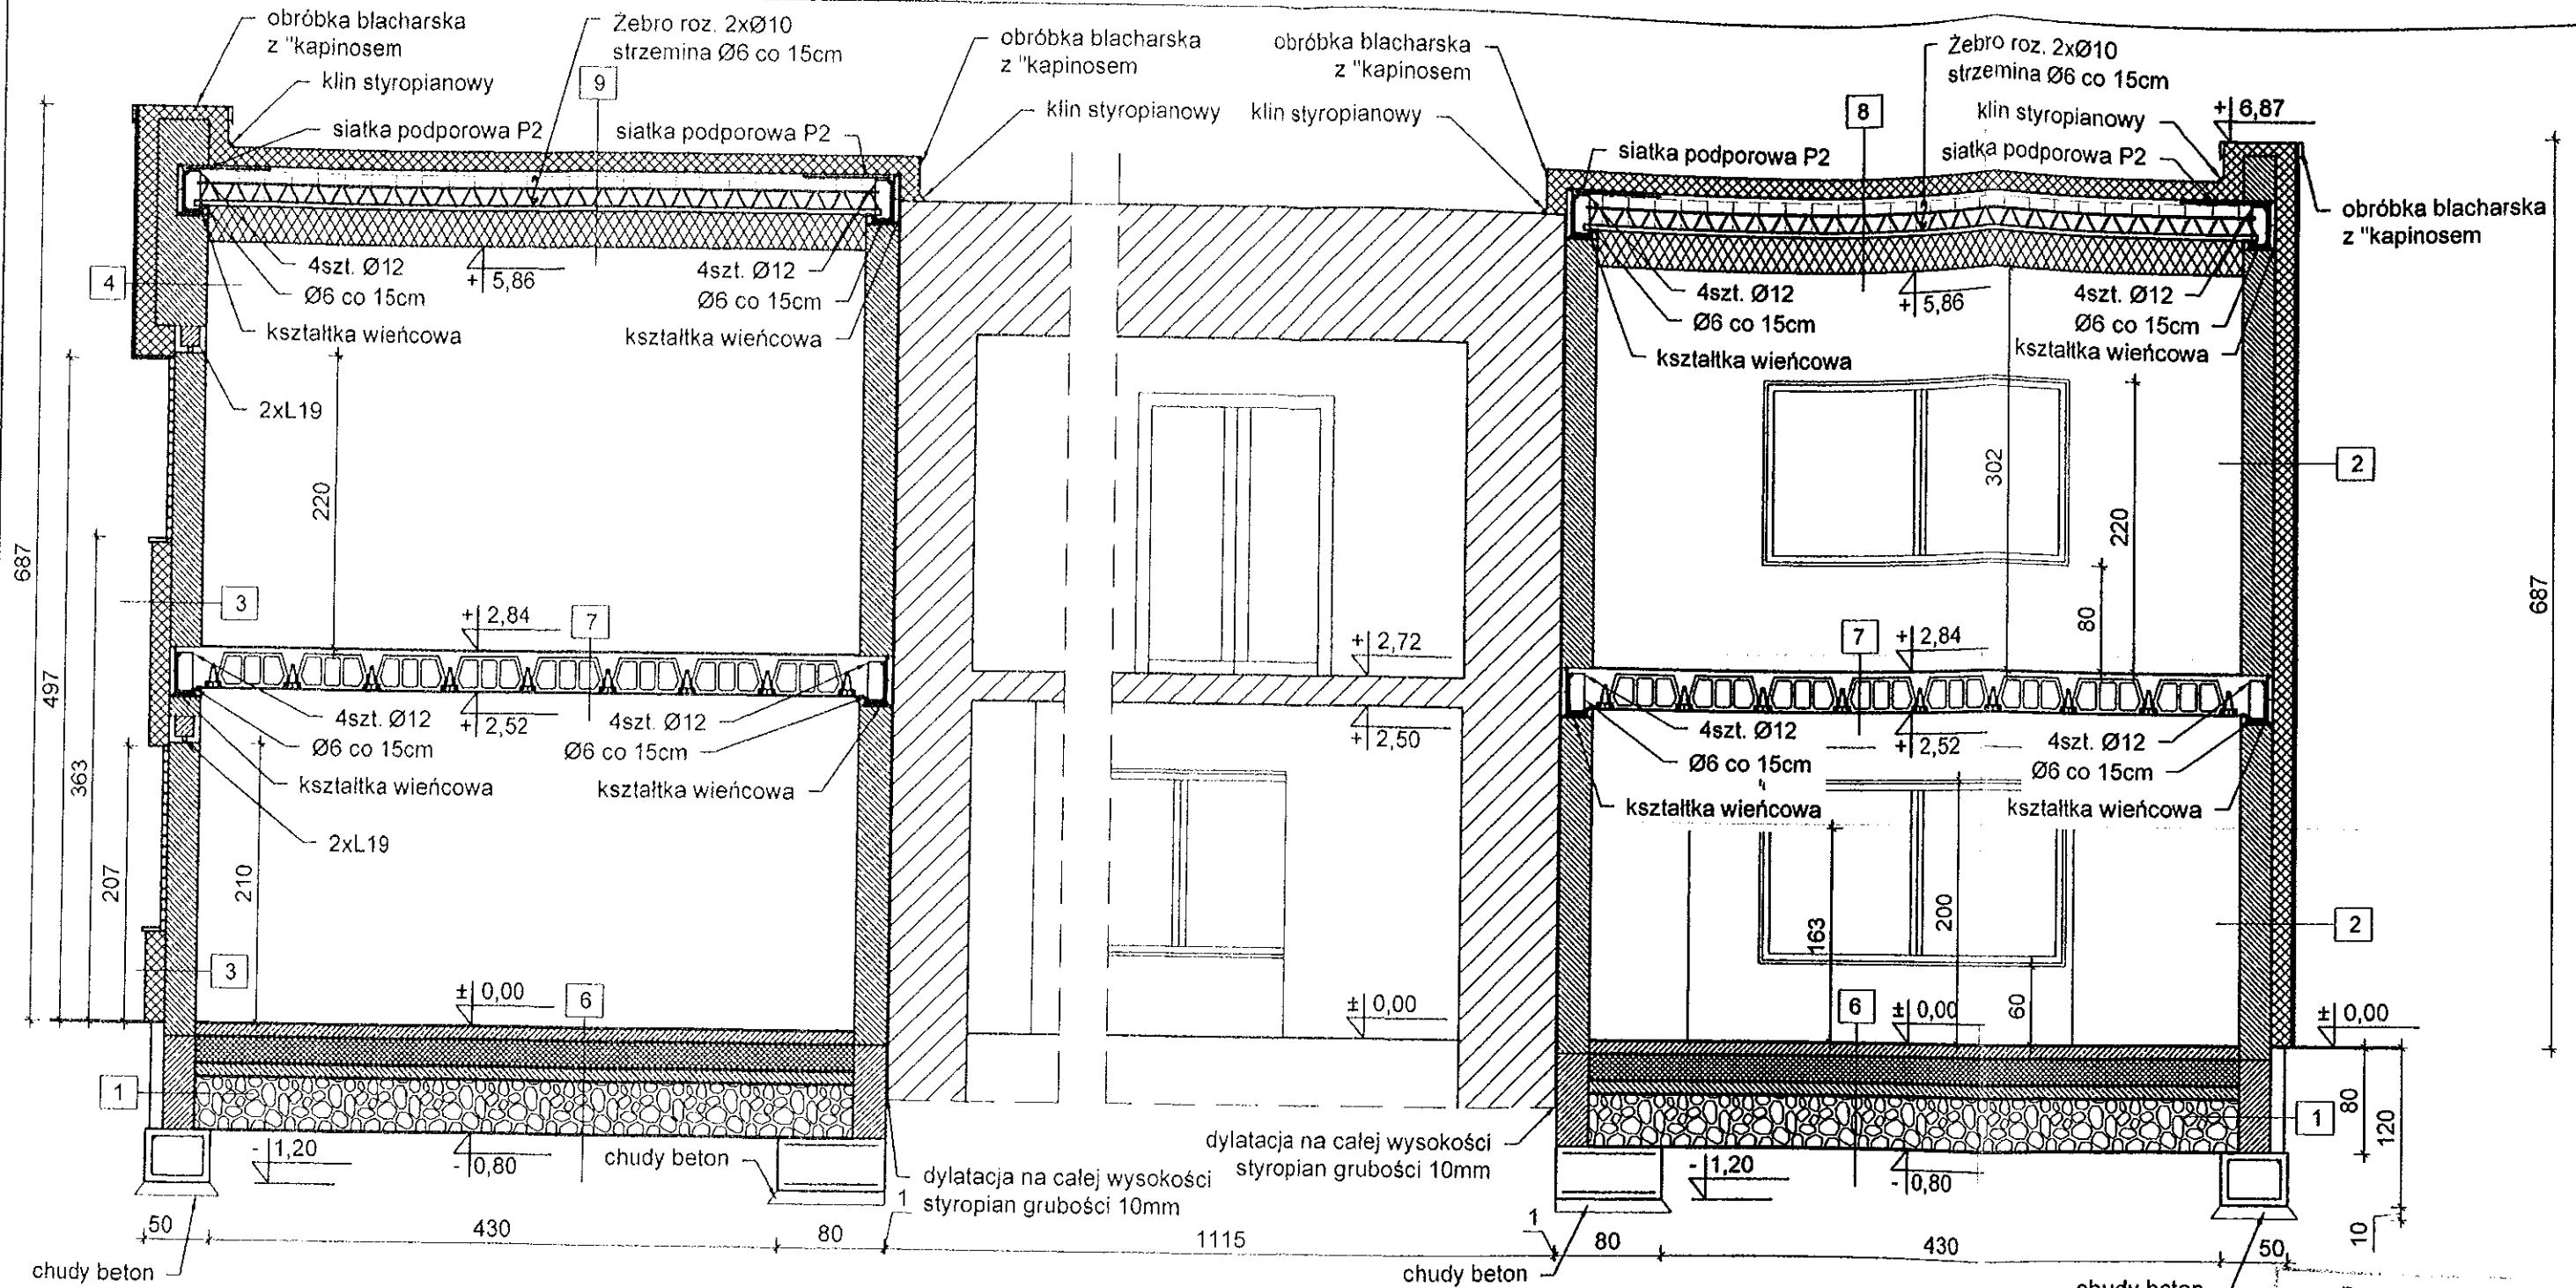 obróbka blacharska
z "kapinosem
klin styropianowy
Żebro roz. 2xØ10
strzemina Ø6 co 15cm
9
siatka podporowa P2
siatka podporowa P2
obróbka blacharska
z "kapinosem
klin styropianowy
obróbka blacharska
z "kapinosem
klin styropianowy
8
Żebro roz. 2xØ10
strzemina Ø6 co 15cm
klin styropianowy
+ 6,87
siatka podporowa P2
siatka podporowa P2
obróbka blacharska
z "kapinosem
4
4szt. Ø12
Ø6 co 15cm
kształtka wieńcowa
+ 5,86
4szt. Ø12
Ø6 co 15cm
kształtka wieńcowa
4szt. Ø12
Ø6 co 15cm
kształtka wieńcowa
+ 5,86
4szt. Ø12
Ø6 co 15cm
kształtka wieńcowa
2xL19
220
302
220
2
687
497
363
207
687
3
+ 2,84
7
+ 2,72
80
7
+ 2,84
4szt. Ø12
Ø6 co 15cm
kształtka wieńcowa
+ 2,52
4szt. Ø12
Ø6 co 15cm
kształtka wieńcowa
+ 2,50
4szt. Ø12
Ø6 co 15cm
kształtka wieńcowa
+ 2,52
4szt. Ø12
Ø6 co 15cm
kształtka wieńcowa
2xL19
210
163
200
2
3
± 0,00
6
± 0,00
6
± 0,00
60
± 0,00
1
1
80
120
- 1,20
- 0,80
chudy beton
dylatacja na całej wysokości
styropian grubości 10mm
dylatacja na całej wysokości
styropian grubości 10mm
- 1,20
- 0,80
50
430
80
1
1115
1
80
430
50
10
chudy beton
chudy beton
chudy beton